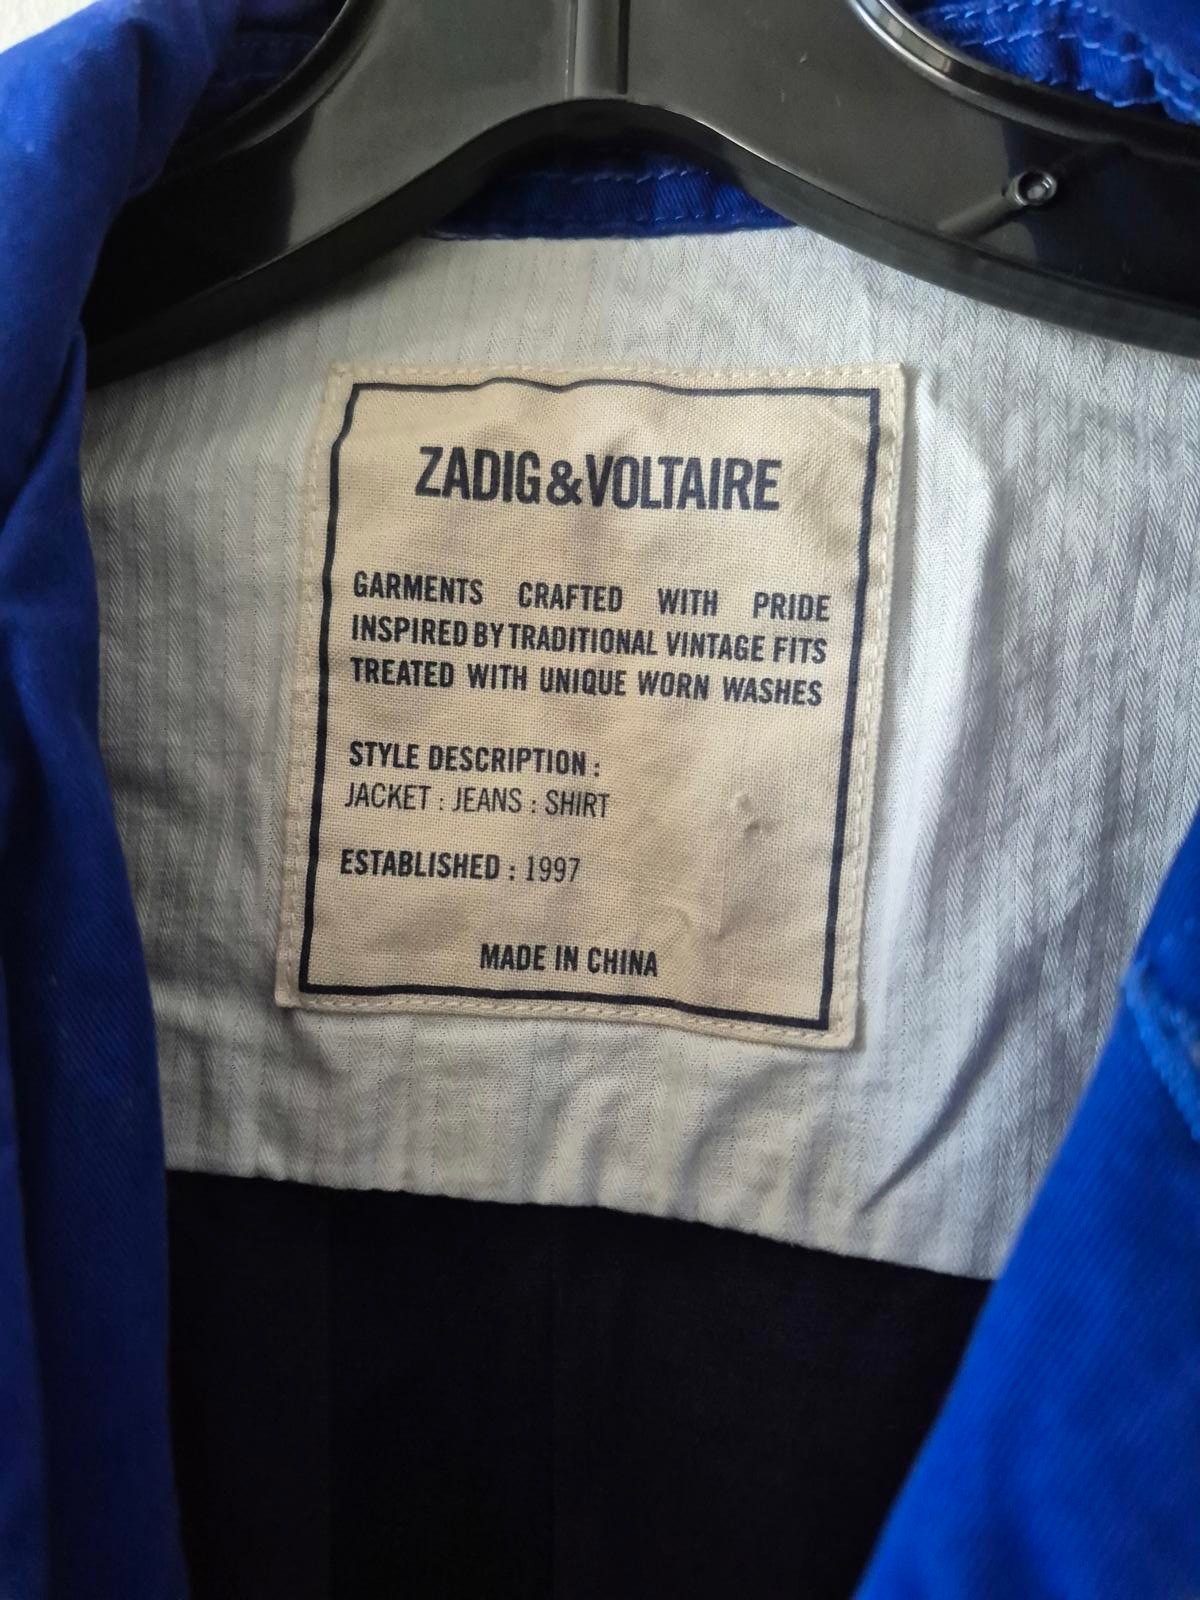 ZADIG&VOLTAIRE
GARMENTS CRAFTED WITH PRIDE
INSPIRED BY TRADITIONAL VINTAGE FITS
TREATED WITH UNIQUE WORN WASHES
STYLE DESCRIPTION :
JACKET : JEANS : SHIRT
ESTABLISHED : 1997
MADE IN CHINA